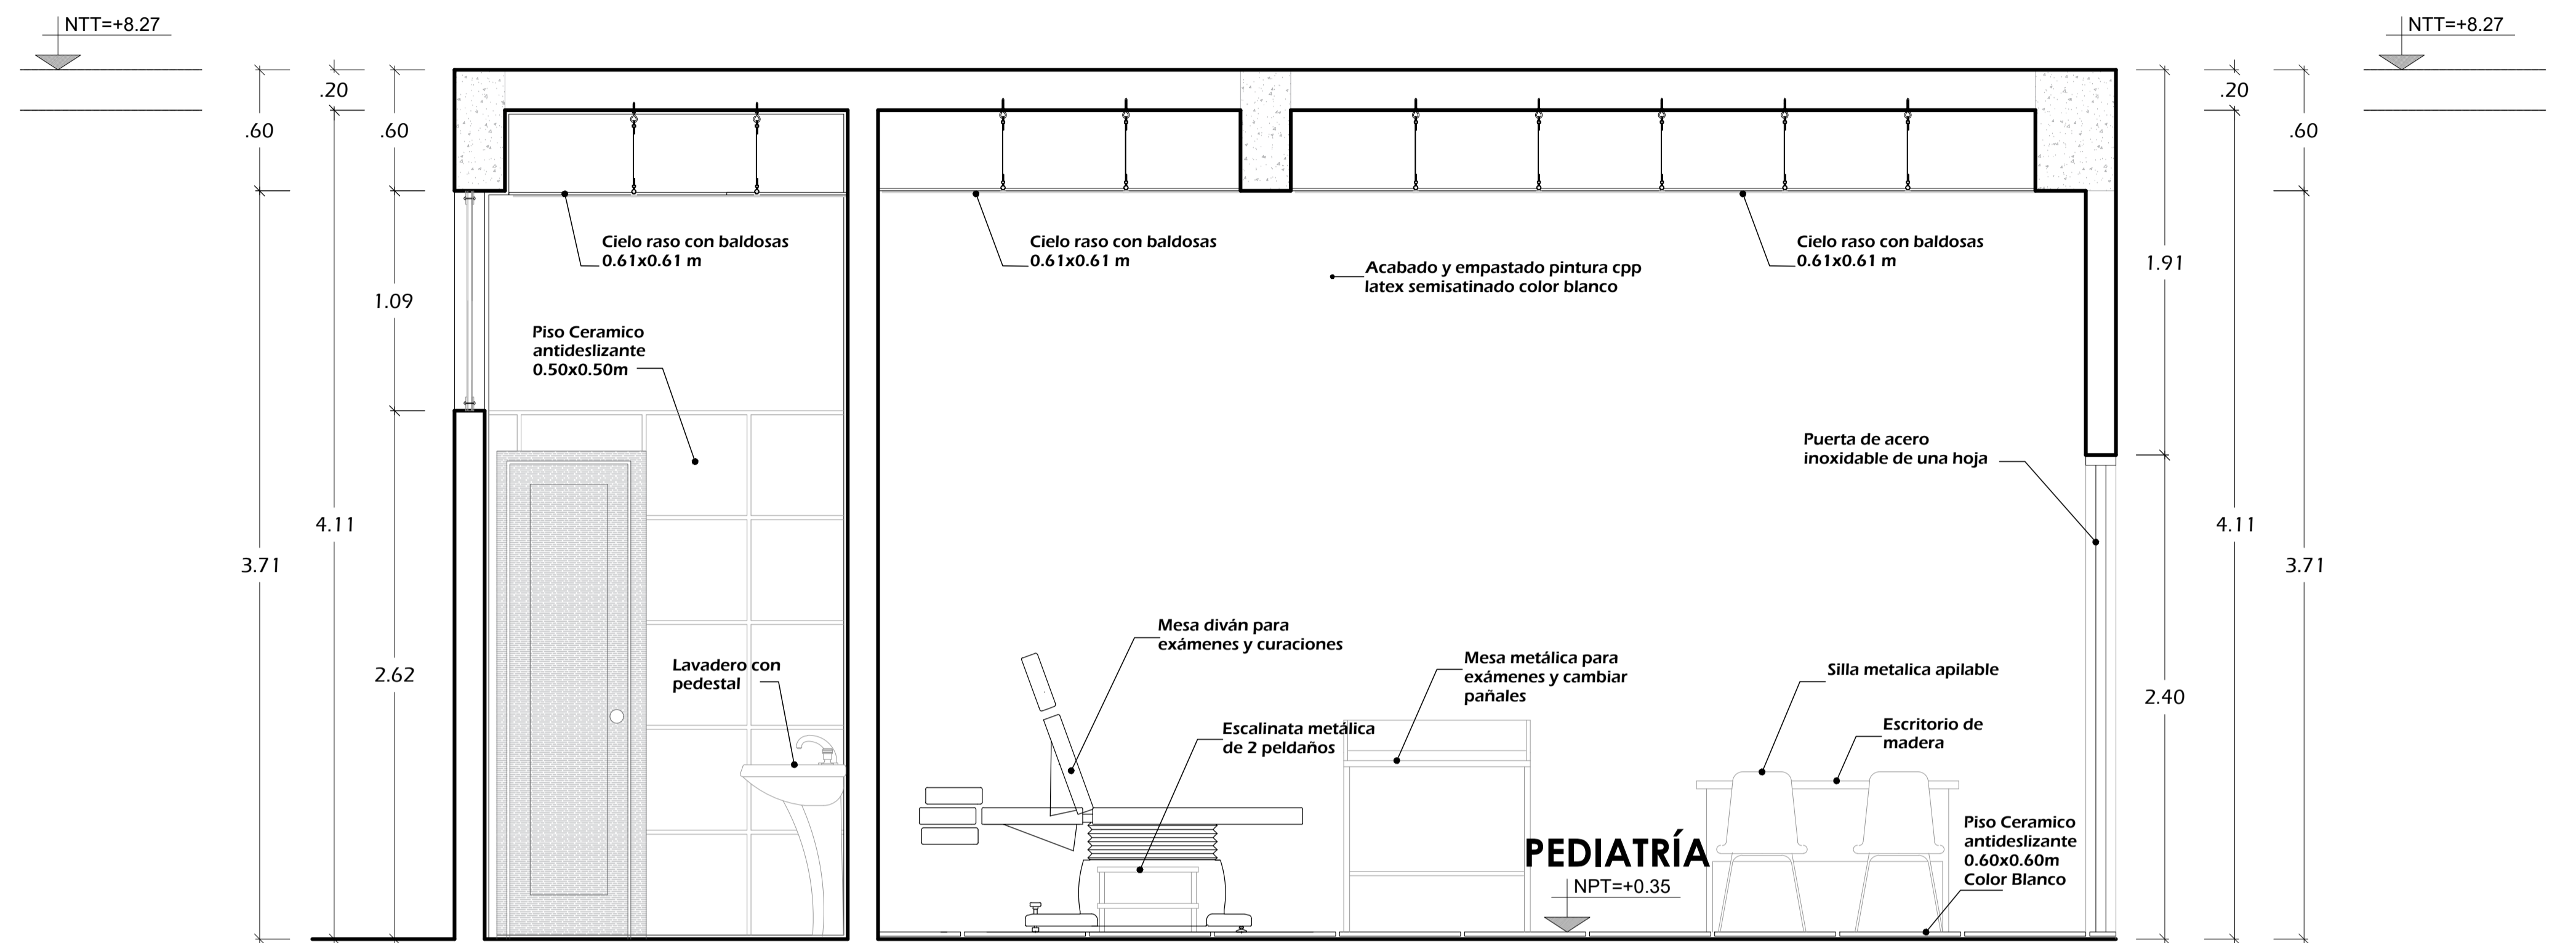 NTT=+8.27
NTT=+8.27
.20
.60
.60
.20
.60
Cielo raso con baldosas
0.61x0.61 m
Cielo raso con baldosas
0.61x0.61 m
Acabado y empastado pintura cpp
latex semisatinado color blanco
Cielo raso con baldosas
0.61x0.61 m
1.91
1.09
Piso Ceramico
antideslizante
0.50x0.50m
Puerta de acero
inoxidable de una hoja
4.11
3.71
4.11
3.71
2.62
2.40
Mesa diván para
exámenes y curaciones
Lavadero con
pedestal
Mesa metálica para
exámenes y cambiar
pañales
Silla metalica apilable
Escalinata metálica
de 2 peldaños
Escritorio de
madera
Piso Ceramico
antideslizante
0.60x0.60m
Color Blanco
PEDIATRÍA
NPT=+0.35